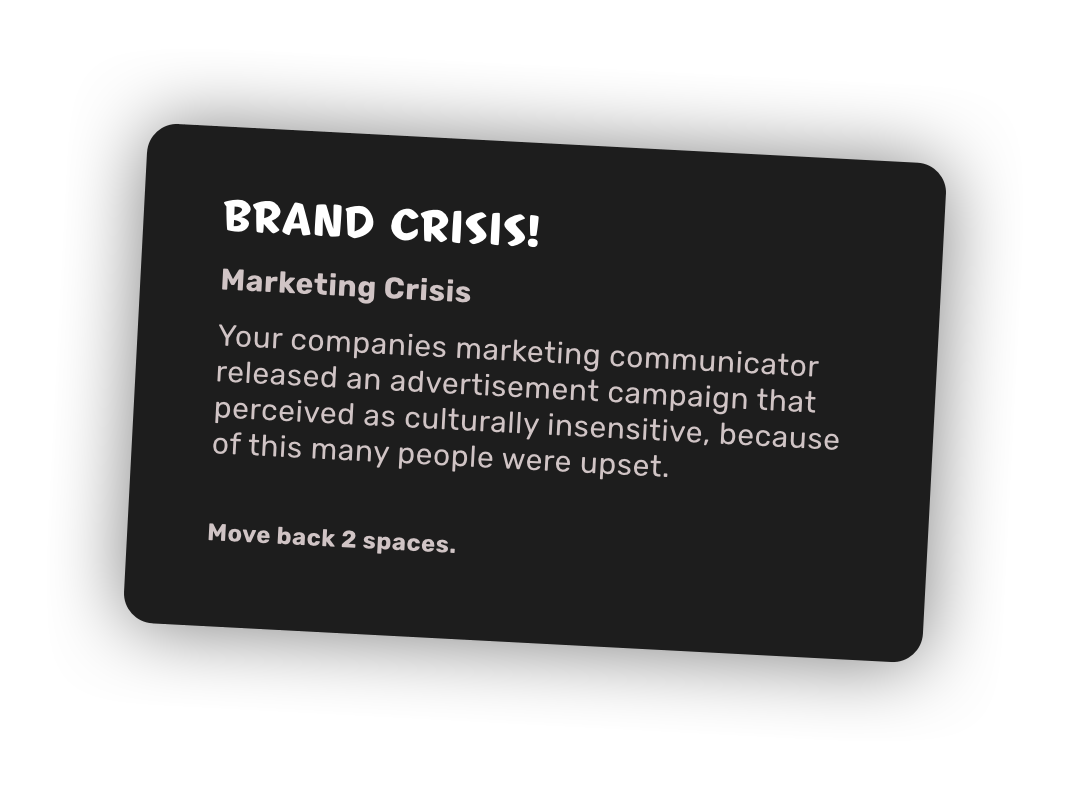 BRAND CRISIS!
Marketing Crisis
Your companies marketing communicator
released an advertisement campaign that
perceived as culturally insensitive, because
of this many people were upset.
Move back 2 spaces.